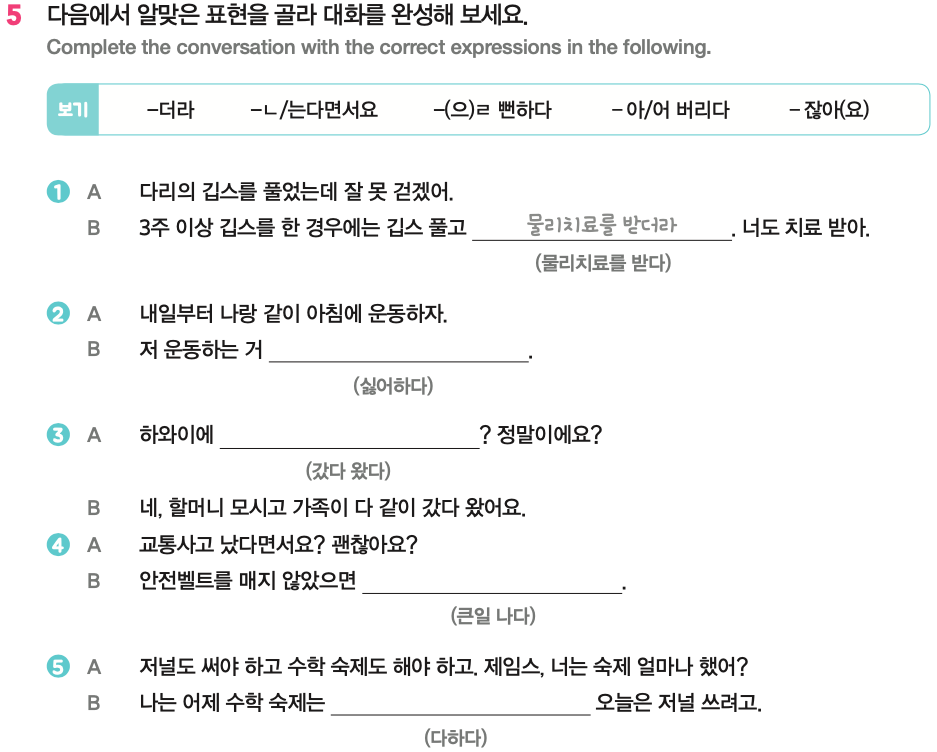 5 다음에서 알맞은 표현을 골라 대화를 완성해 보세요.
Complete the conversation with the correct expressions in the following.
보기 –더라 –ㄴ/는다면서요 –(으)ㄹ 뻔하다 –아/어 버리다 –잖아(요)
1 A 다리의 깁스를 풀었는데 잘 못 걷겠어.
B 3주 이상 깁스를 한 경우에는 깁스 풀고 물리치료를 받더라. 너도 치료 받아.
(물리치료를 받다)
2 A 내일부터 나랑 같이 아침에 운동하자.
B 저 운동하는 거 ____________.
(싫어하다)
3 A 하와이에 ____________? 정말이에요?
(갔다 왔다)
B 네, 할머니 모시고 가족이 다 같이 갔다 왔어요.
4 A 교통사고 났다면서요? 괜찮아요?
B 안전벨트를 매지 않았으면 ____________.
(큰일 나다)
5 A 저널도 써야 하고 수학 숙제도 해야 하고. 제임스, 너는 숙제 얼마나 했어?
B 나는 어제 수학 숙제는 ____________ 오늘은 저널 쓰려고.
(다하다)